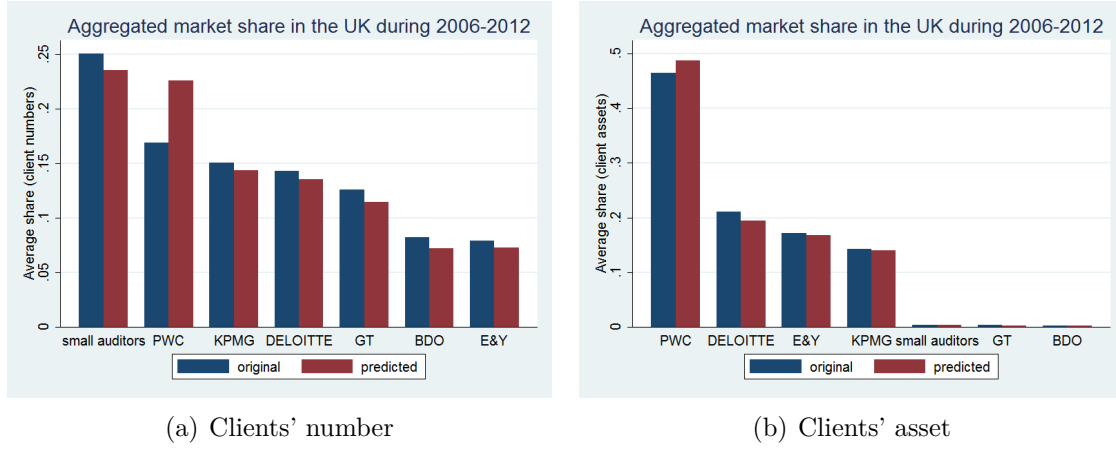 Aggregated market share in the UK during 2006-2012
Average share (client numbers)
.25
.2
.15
.1
.05
0
small auditors PWC KPMG DELOITTE GT BDO E&Y
original predicted
(a) Clients' number
Aggregated market share in the UK during 2006-2012
Average share (client assets)
.5
.4
.3
.2
.1
0
PWC DELOITTE E&Y KPMG small auditors GT BDO
original predicted
(b) Clients' asset